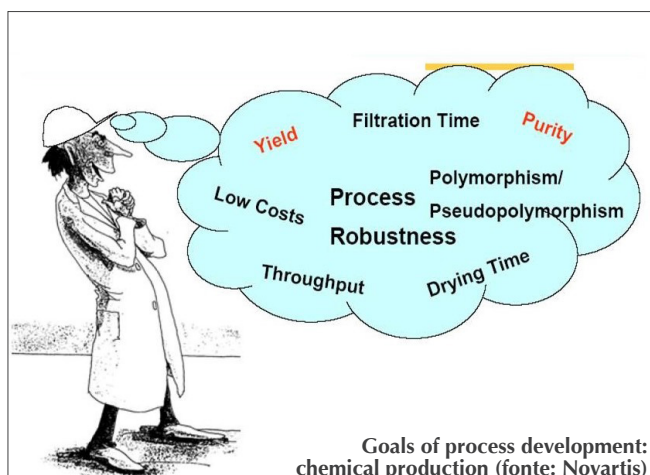 Yield
Filtration Time
Purity
Low Costs
Process
Robustness
Polymorphism/
Pseudopolymorphism
Throughput
Drying Time
Goals of process development:
chemical production (fonte: Novartis)